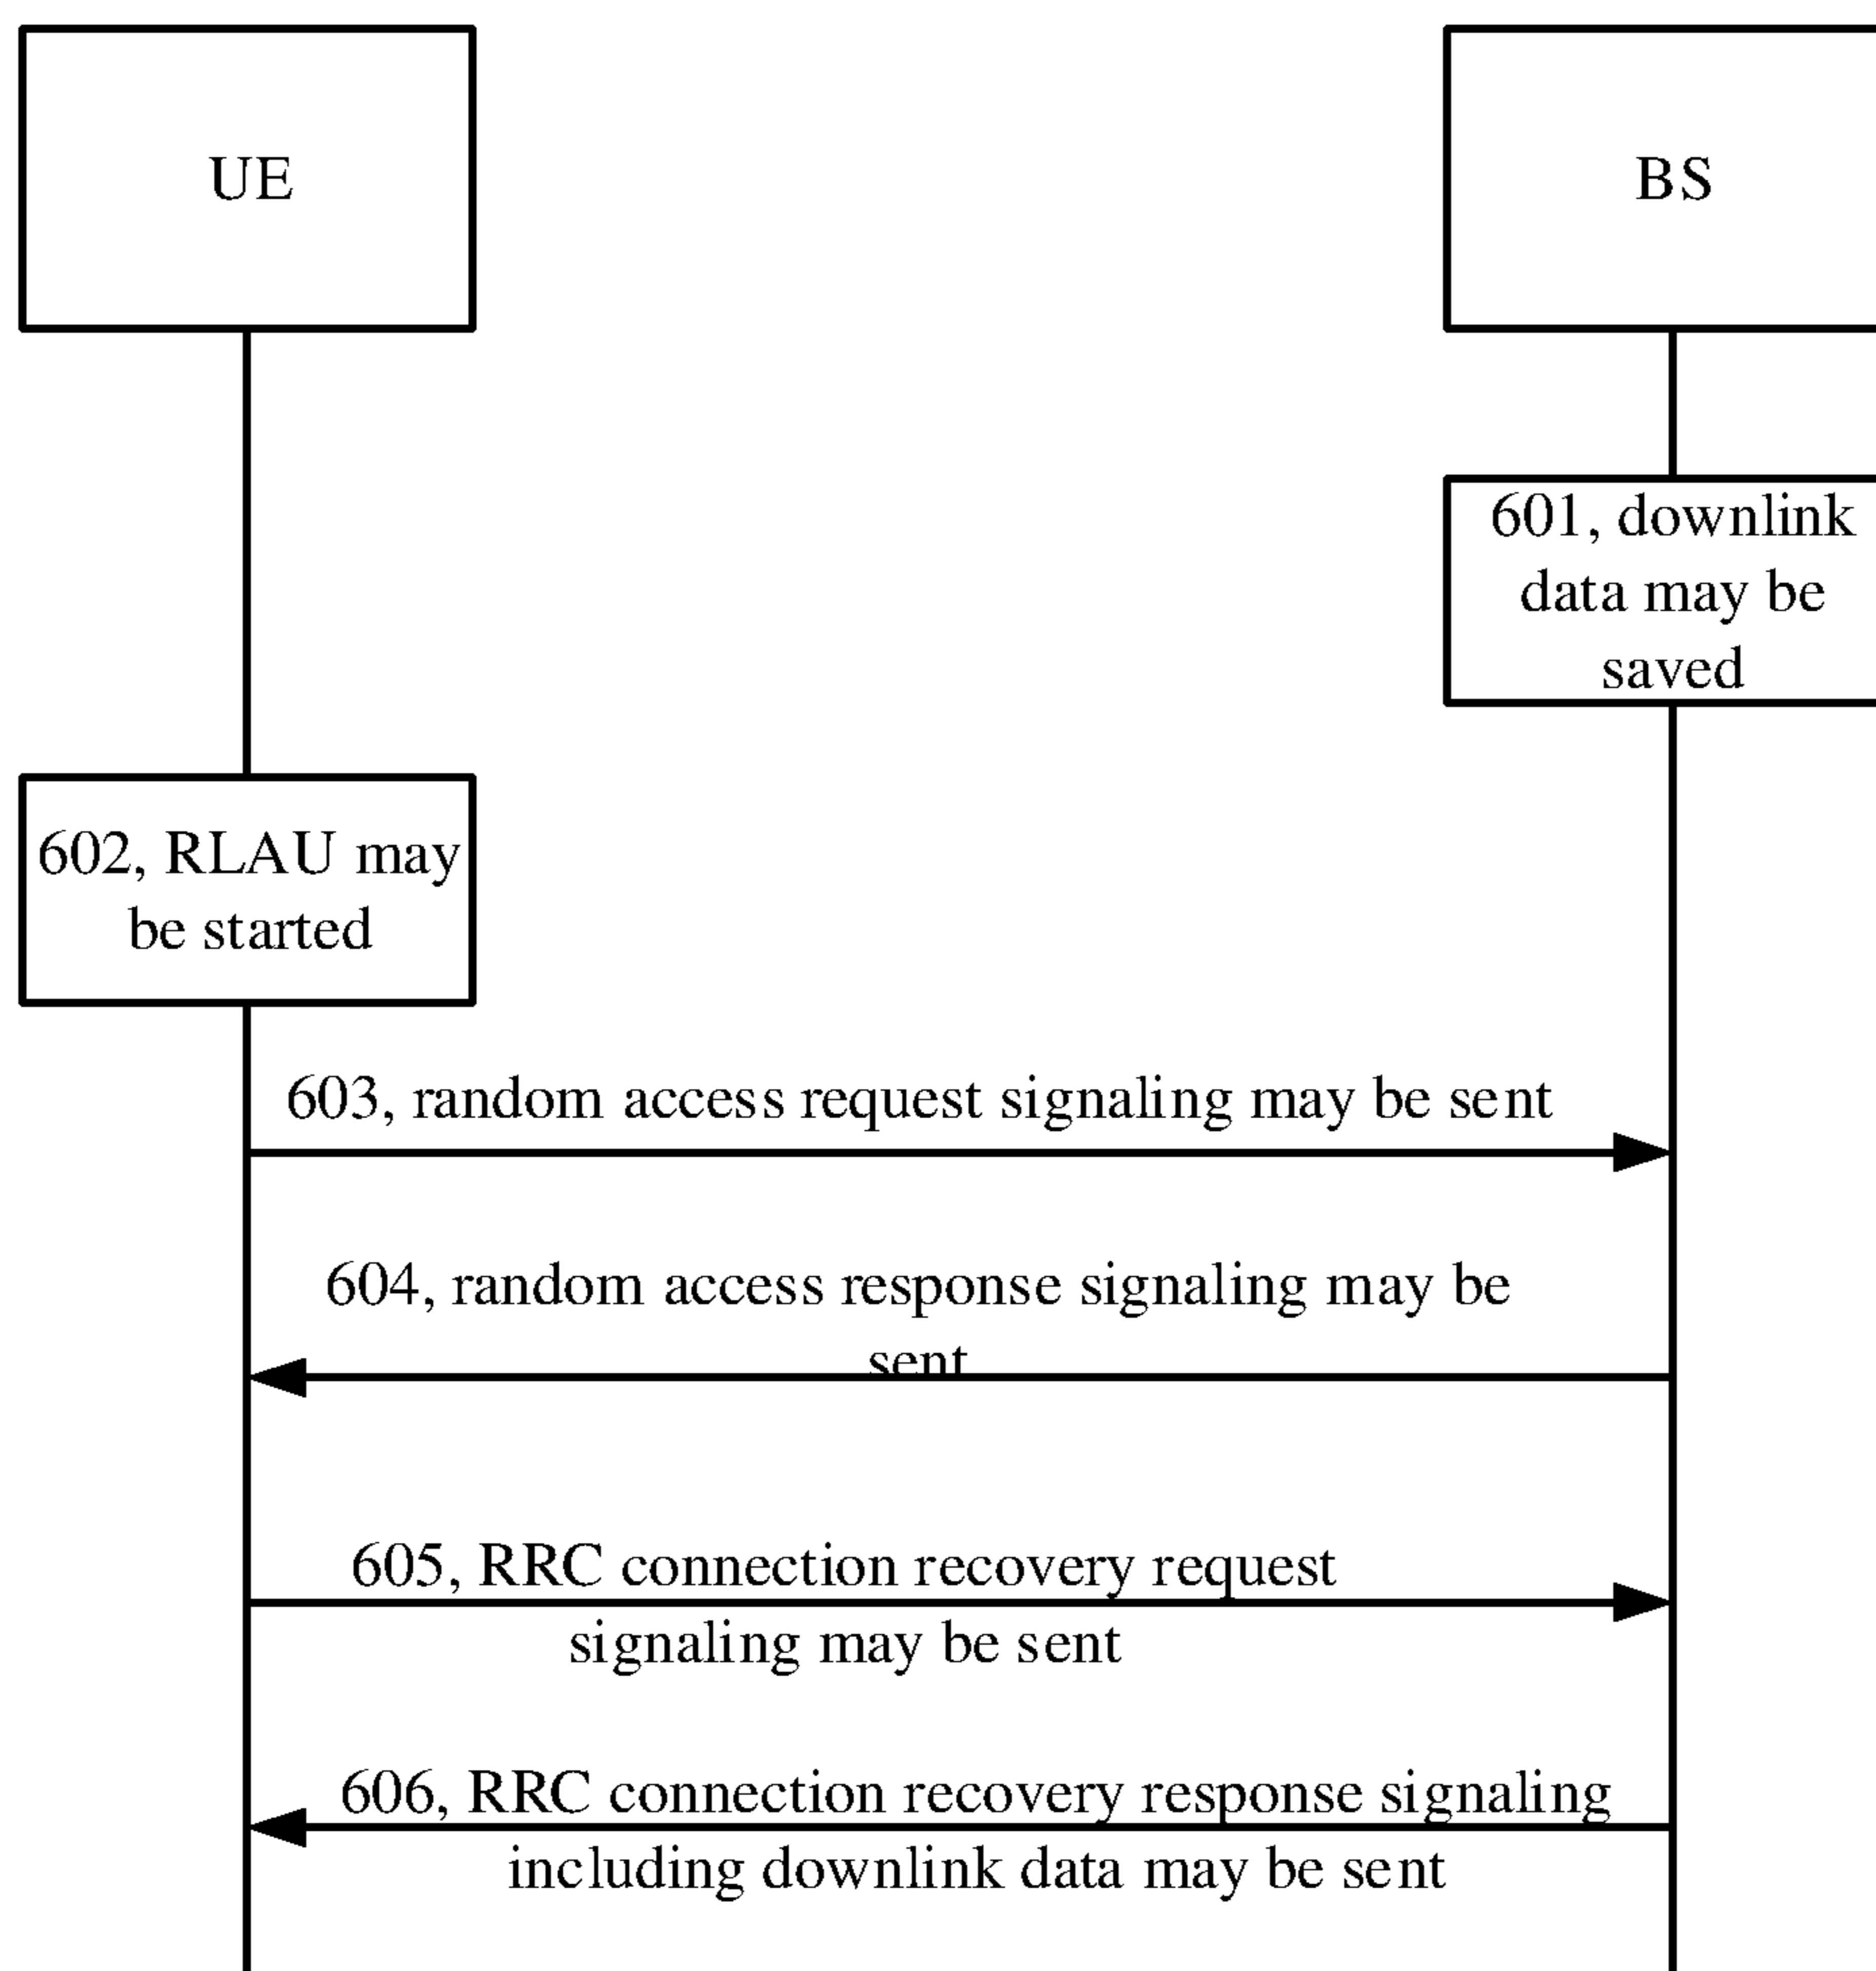 UE
BS
601, downlink
data may be
saved
602, RLAU may
be started
603, random access request signaling may be sent
604, random access response signaling may be
sent
605, RRC connection recovery request
signaling may be sent
606, RRC connection recovery response signaling
including downlink data may be sent